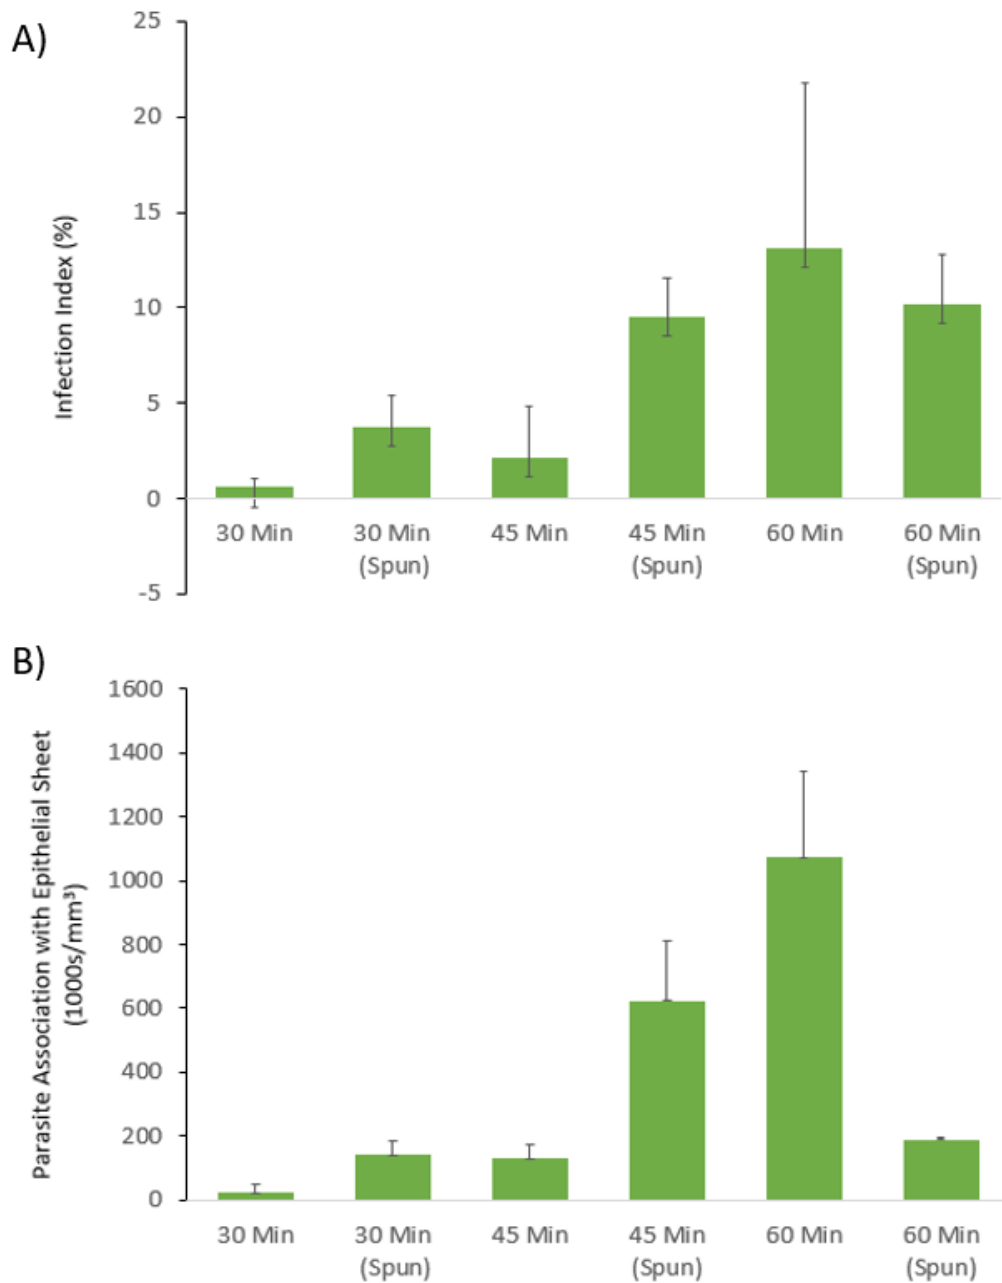 A)
25
20
15
10
5
0
-5
Infection Index (%)
30 Min
30 Min
(Spun)
45 Min
45 Min
(Spun)
60 Min
60 Min
(Spun)
B)
1600
1400
1200
1000
800
600
400
200
0
Parasite Association with Epithelial Sheet
(1000s/mm³)
30 Min
30 Min
(Spun)
45 Min
45 Min
(Spun)
60 Min
60 Min
(Spun)